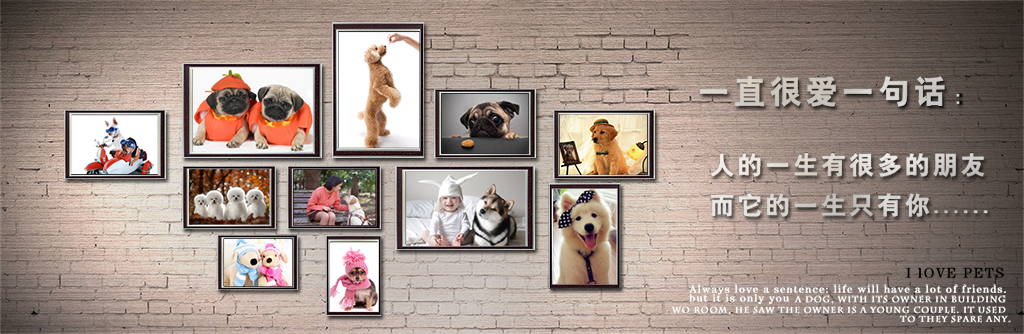 一直很爱一句话：
人的一生有很多的朋友
而它的一生只有你......
I lOVE PETS
Always love a sentence: life will have a lot of friends.
but it is only you A DOG, WITH ITS OWNER IN BUILDING
WO ROOM. HE SAW THE OWNER IS A YOUNG COUPLE. IT USED
TO THEY SPARE ANY.